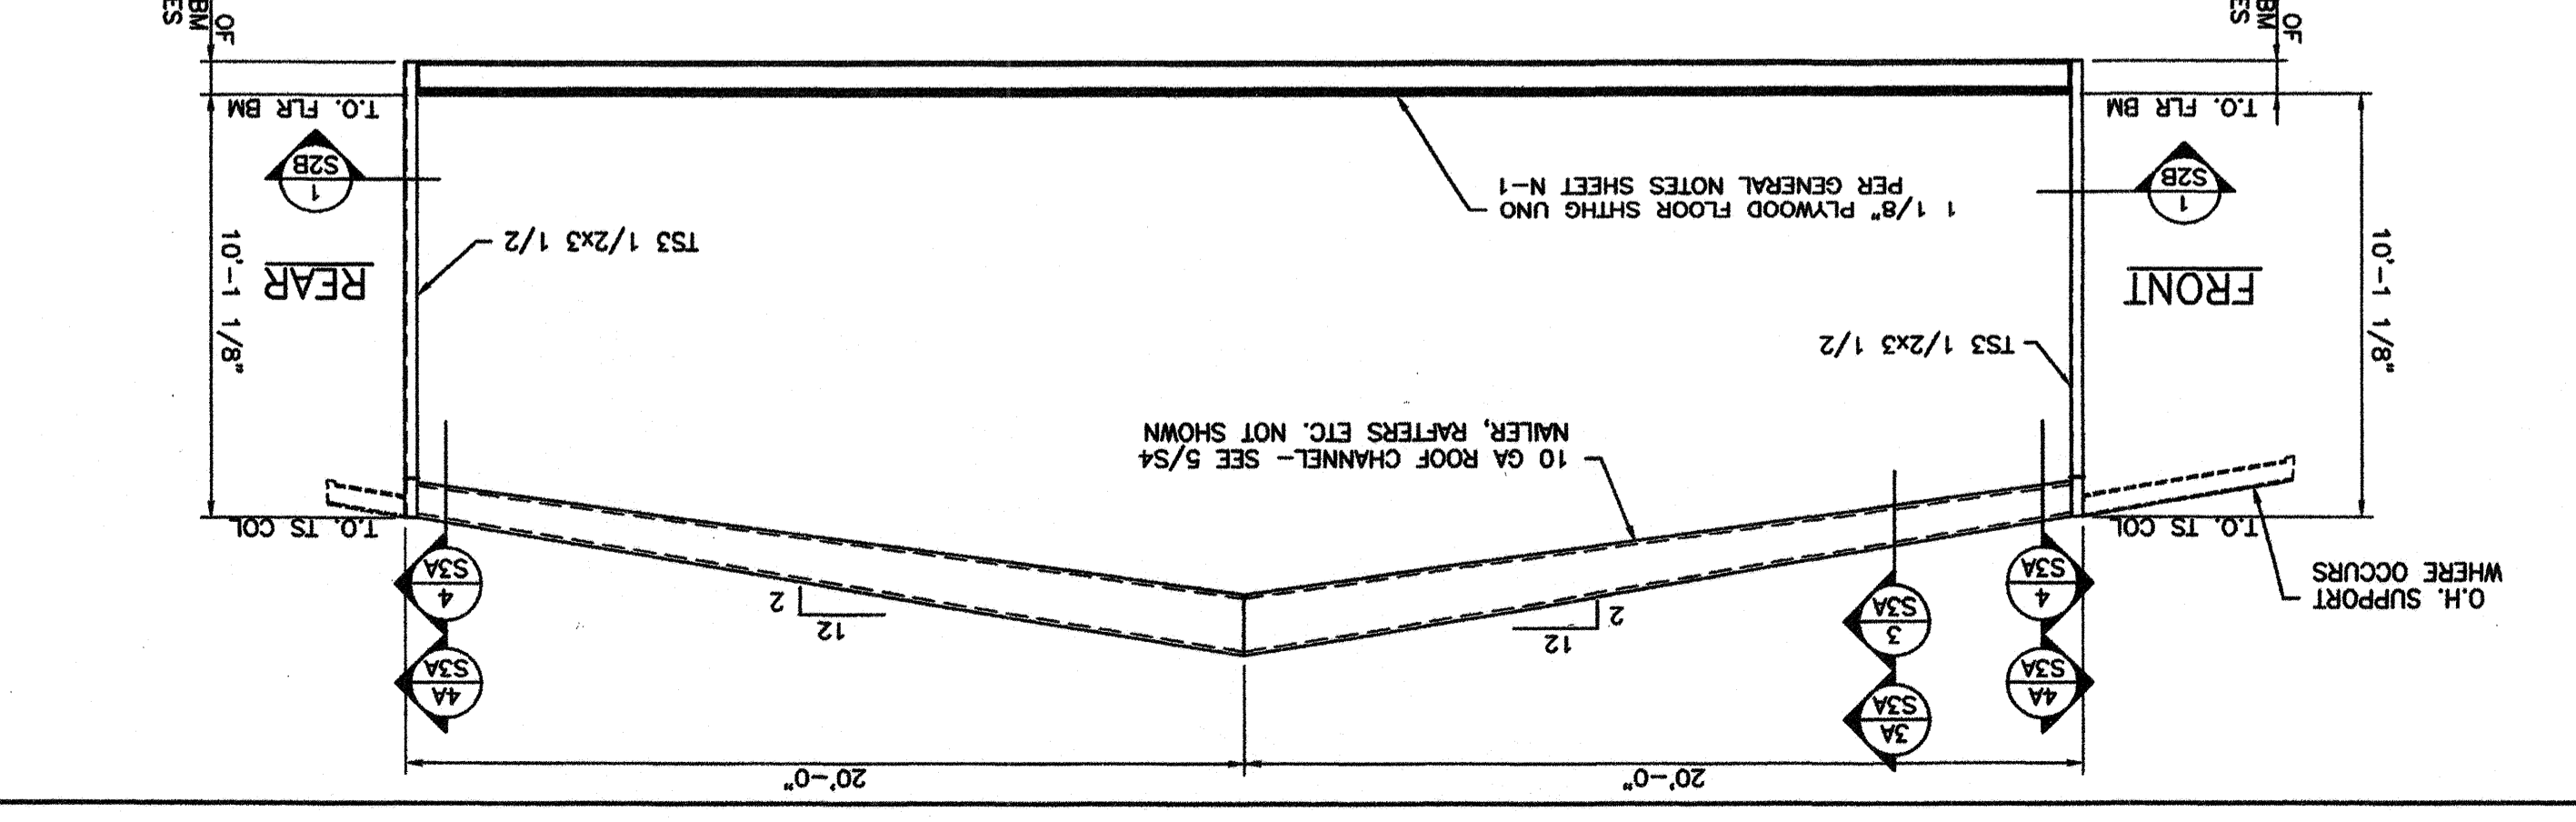 20'-0"
20'-0"
4A
S3A
3A
S3A
4A
S3A
4
S3A
3
S3A
4
S3A
12
2
12
2
O.H. SUPPORT
WHERE OCCURS
T.O. TS COL
T.O. TS COL
10 GA ROOF CHANNEL- SEE 5/S4
NAILER, RAFTERS ETC. NOT SHOWN
TS3 1/2x3 1/2
TS3 1/2x3 1/2
10'-1 1/8"
10'-1 1/8"
FRONT
REAR
1 1/8" PLYWOOD FLOOR SHTHG UNO
PER GENERAL NOTES SHEET N-1
1
S2B
1
S2B
T.O. FLR BM
T.O. FLR BM
OF
BM
OF
BM